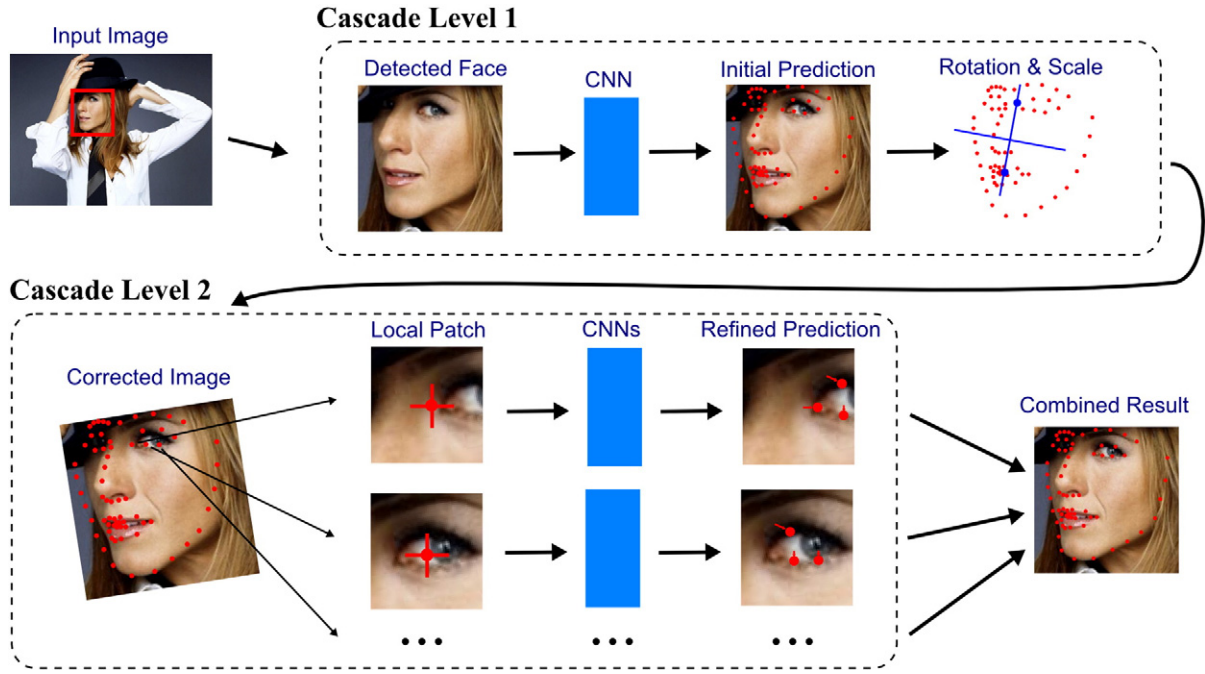 Cascade Level 1
Input Image
Detected Face
CNN
Initial Prediction
Rotation & Scale
Cascade Level 2
Corrected Image
Local Patch
CNNs
Refined Prediction
Combined Result